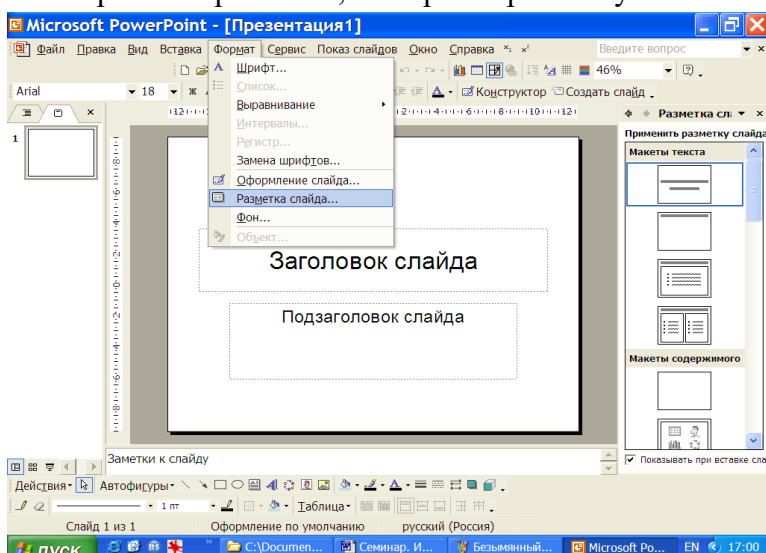 Microsoft PowerPoint - [Презентация1]
Файл Правка Вид Вставка Формат Сервис Показ слайдов Окно Справка Введите вопрос
46%
Arial 18 Ж Конструктор Создать слайд
Шрифт...
Список...
Выравнивание
Интервалы...
Регистр...
Замена шрифтов...
Оформление слайда...
Разметка слайда...
Фон...
Объект...
1
Заголовок слайда
Подзаголовок слайда
Разметка сл
Применить разметку слайда
Макеты текста
Макеты содержимого
Показывать при вставке сла
Заметки к слайду
Действия Автофигуры
1 пт Таблица
Слайд 1 из 1 Оформление по умолчанию русский (Россия)
пуск C:\Documen... Семинар. И... Безымянный... Microsoft Po... EN 17:00